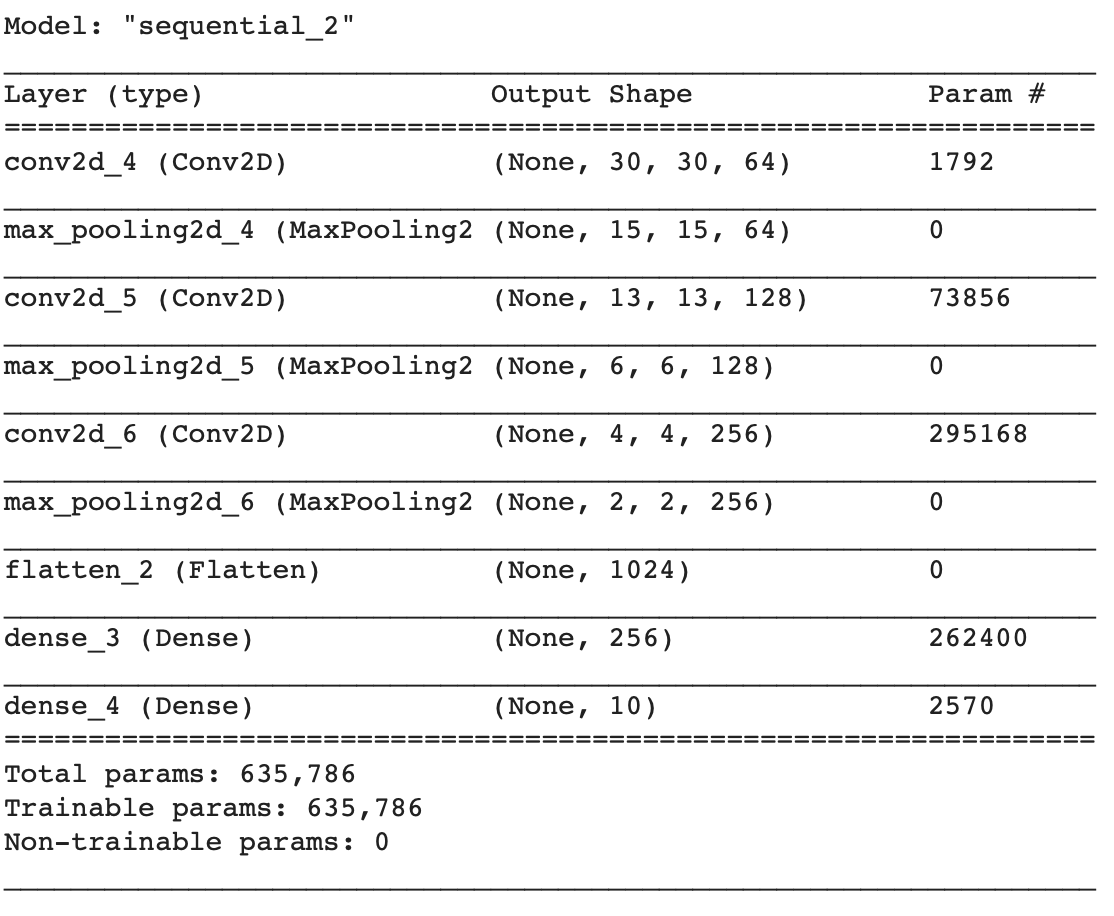 Model: "sequential_2"
Layer (type) Output Shape Param #
conv2d_4 (Conv2D) (None, 30, 30, 64) 1792
max_pooling2d_4 (MaxPooling2 (None, 15, 15, 64) 0
conv2d_5 (Conv2D) (None, 13, 13, 128) 73856
max_pooling2d_5 (MaxPooling2 (None, 6, 6, 128) 0
conv2d_6 (Conv2D) (None, 4, 4, 256) 295168
max_pooling2d_6 (MaxPooling2 (None, 2, 2, 256) 0
flatten_2 (Flatten) (None, 1024) 0
dense_3 (Dense) (None, 256) 262400
dense_4 (Dense) (None, 10) 2570
Total params: 635,786
Trainable params: 635,786
Non-trainable params: 0